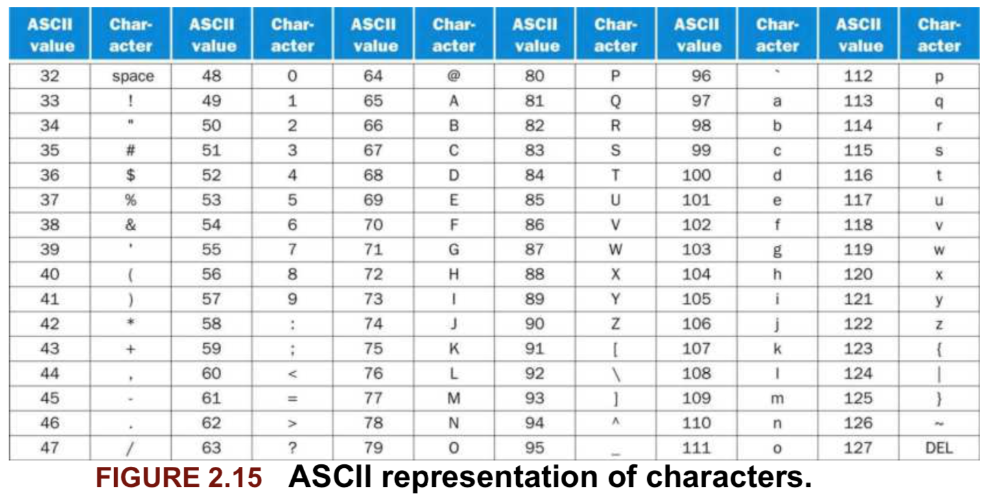 ASCII value Char-acter ASCII value Char-acter ASCII value Char-acter ASCII value Char-acter ASCII value Char-acter ASCII value Char-acter
32 space 48 0 64 @ 80 P 96 ` 112 p
33 ! 49 1 65 A 81 Q 97 a 113 q
34 " 50 2 66 B 82 R 98 b 114 r
35 # 51 3 67 C 83 S 99 c 115 s
36 $ 52 4 68 D 84 T 100 d 116 t
37 % 53 5 69 E 85 U 101 e 117 u
38 & 54 6 70 F 86 V 102 f 118 v
39 ' 55 7 71 G 87 W 103 g 119 w
40 ( 56 8 72 H 88 X 104 h 120 x
41 ) 57 9 73 I 89 Y 105 i 121 y
42 * 58 : 74 J 90 Z 106 j 122 z
43 + 59 ; 75 K 91 [ 107 k 123 {
44 , 60 < 76 L 92 \ 108 l 124 |
45 - 61 = 77 M 93 ] 109 m 125 }
46 . 62 > 78 N 94 ^ 110 n 126 ~
47 / 63 ? 79 O 95 _ 111 o 127 DEL
FIGURE 2.15 ASCII representation of characters.